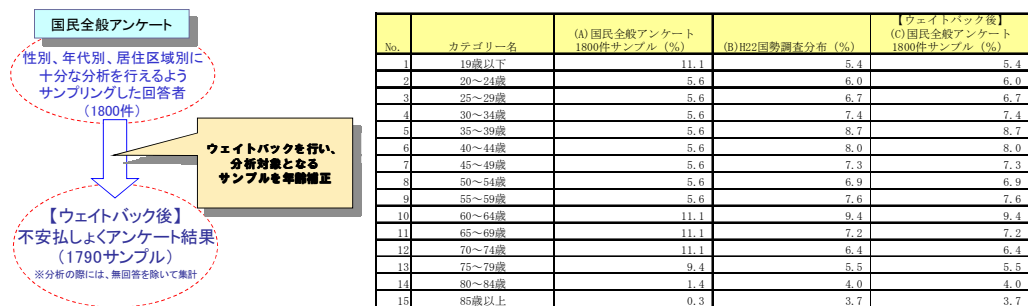 国民全般アンケート
性別、年代別、居住区域別に
十分な分析を行えるよう
サンプリングした回答者
(1800件)
ウェイトバックを行い、
分析対象となる
サンプルを年齢補正
【ウェイトバック後】
不安払しょくアンケート結果
(1790サンプル)
※分析の際には、無回答を除いて集計
No. カテゴリー名 (A)国民全般アンケート 1800件サンプル (%) (B)H22国勢調査分布 (%) 【ウェイトバック後】 (C)国民全般アンケート 1800件サンプル (%)
1 19歳以下 11.1 5.4 5.4
2 20～24歳 5.6 6.0 6.0
3 25～29歳 5.6 6.7 6.7
4 30～34歳 5.6 7.4 7.4
5 35～39歳 5.6 8.7 8.7
6 40～44歳 5.6 8.0 8.0
7 45～49歳 5.6 7.3 7.3
8 50～54歳 5.6 6.9 6.9
9 55～59歳 5.6 7.6 7.6
10 60～64歳 11.1 9.4 9.4
11 65～69歳 11.1 7.2 7.2
12 70～74歳 11.1 6.4 6.4
13 75～79歳 9.4 5.5 5.5
14 80～84歳 1.4 4.0 4.0
15 85歳以上 0.3 3.7 3.7